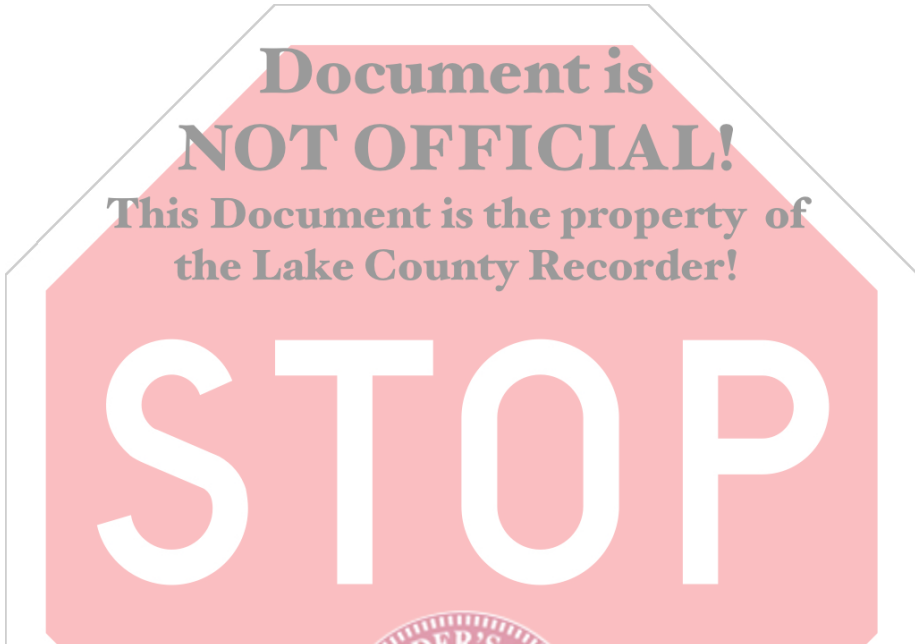 Document is
NOT OFFICIAL!
This Document is the property of
the Lake County Recorder!
STOP